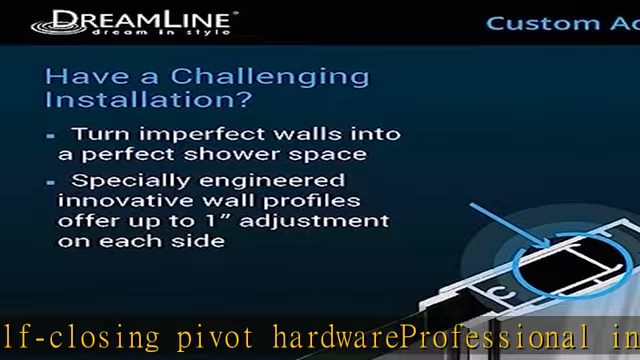 DREAMLINE®
dream in style
Custom Ad
Have a Challenging
Installation?
▪ Turn imperfect walls into
a perfect shower space
▪ Specially engineered
innovative wall profiles
offer up to 1” adjustment
on each side
lf-closing pivot hardwareProfessional in